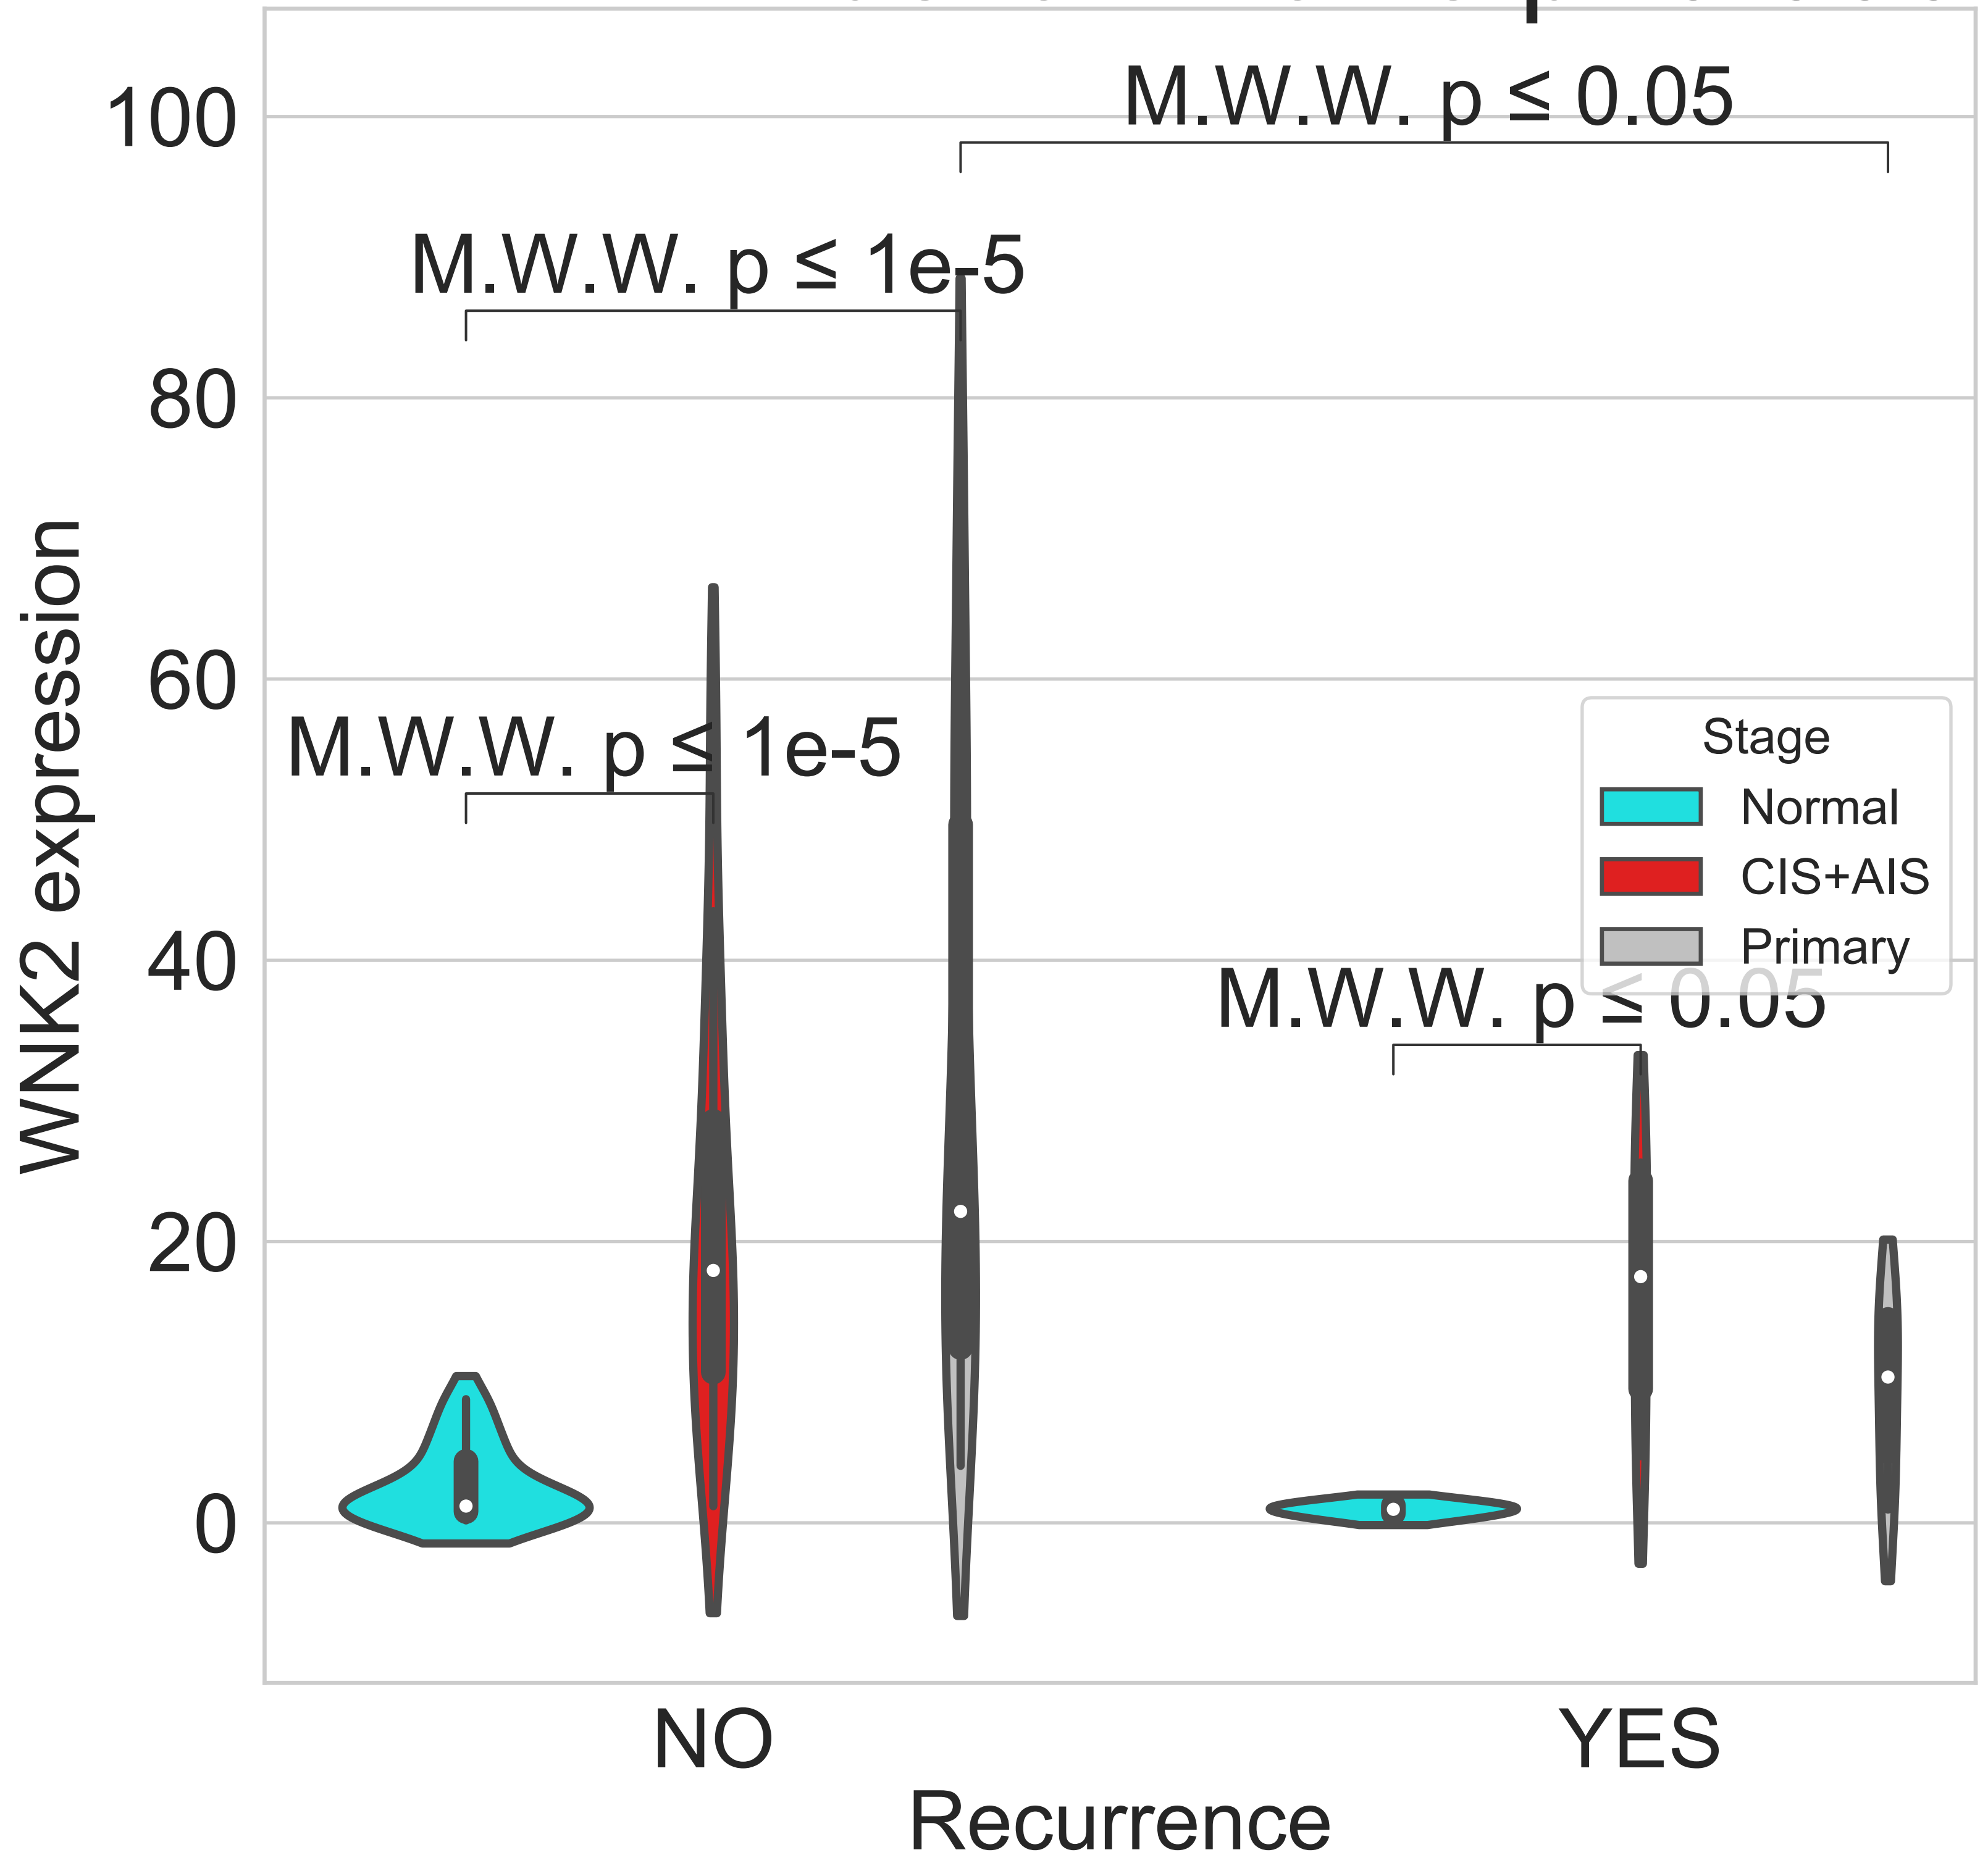 M.W.W. p ≤ 0.05
M.W.W. p ≤ 1e-5
M.W.W. p ≤ 1e-5
M.W.W. p ≤ 0.05
Stage
Normal
CIS+AIS
Primary
100
80
60
40
20
0
WNK2 expression
NO
YES
Recurrence